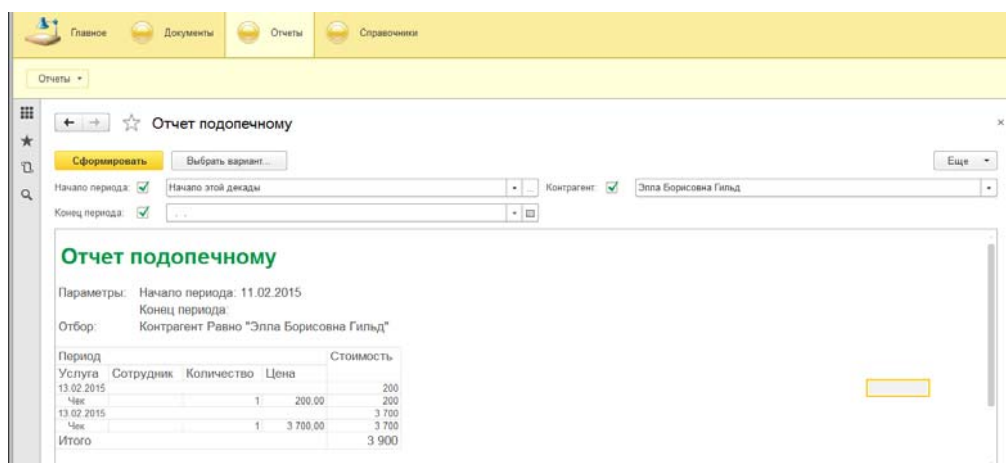 Главное Документы Отчеты Справочники
Отчеты
Отчет подопечному
Сформировать Выбрать вариант... Еще
Начало периода: Начало этой декады Контрагент: Элла Борисовна Гильд
Конец периода: . .
Отчет подопечному
Параметры: Начало периода: 11.02.2015
Конец периода:
Отбор: Контрагент Равно "Элла Борисовна Гильд"
Период Стоимость
Услуга Сотрудник Количество Цена
13.02.2015 200
Чек 1 200,00 200
13.02.2015 3 700
Чек 1 3 700,00 3 700
Итого 3 900